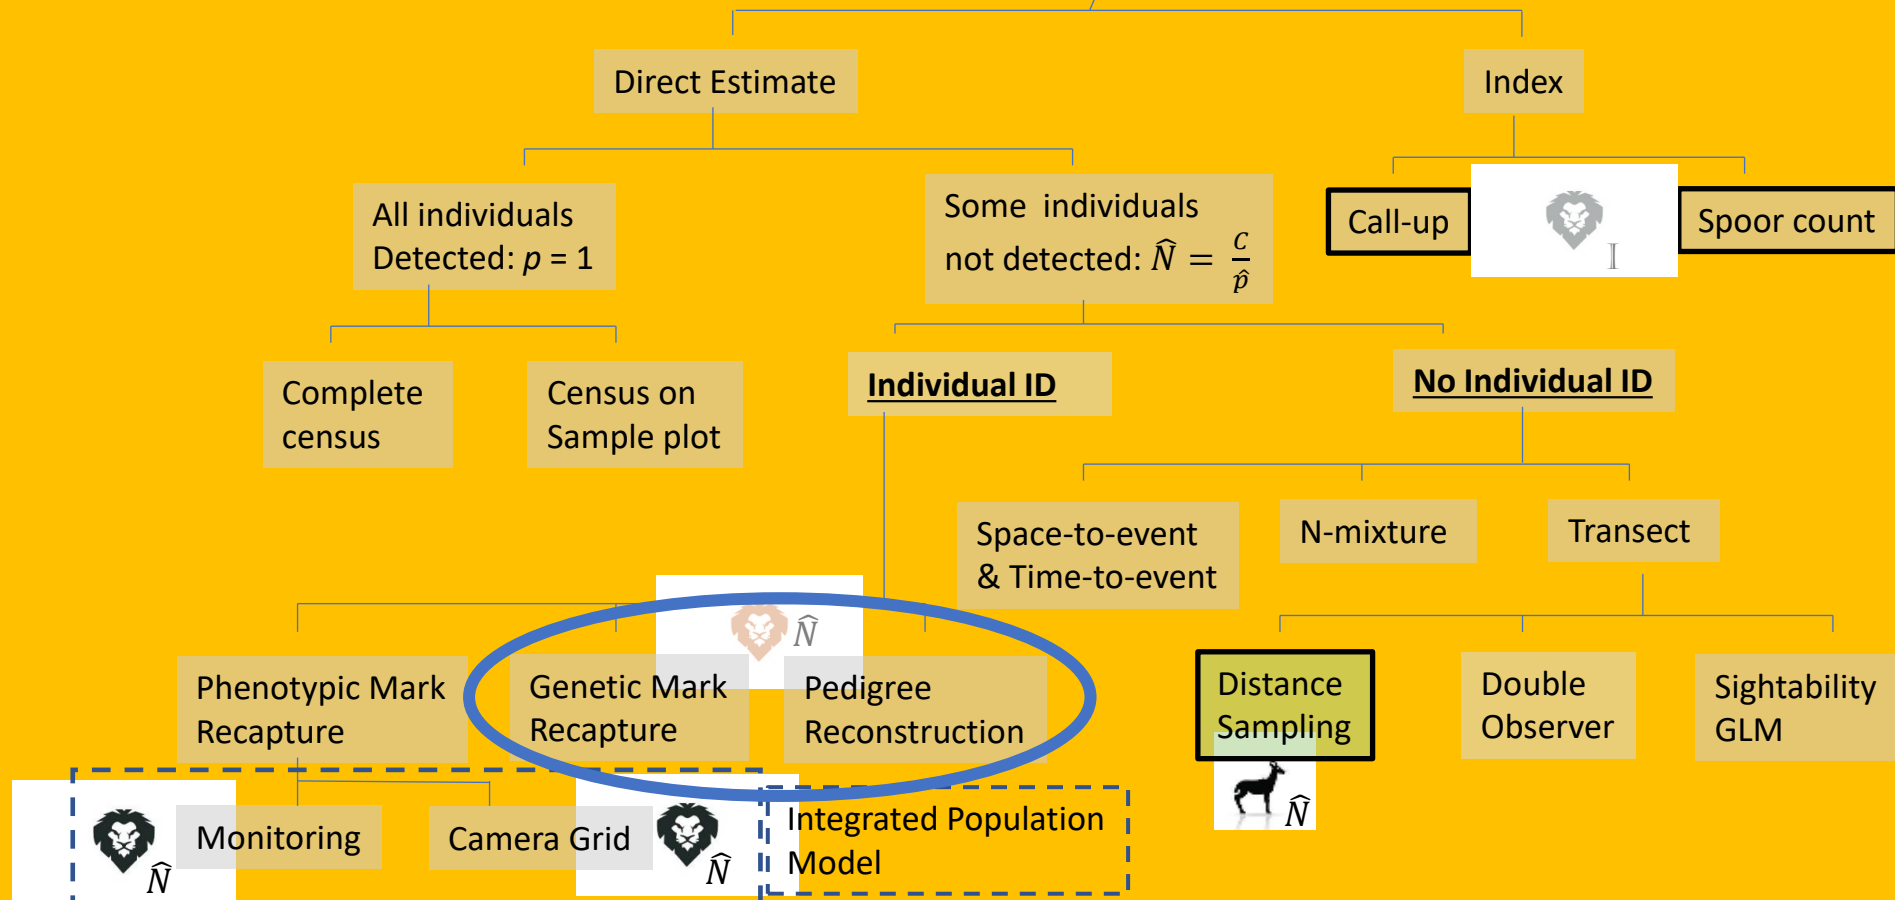 Direct Estimate
Index
All individuals
Detected: p = 1
Some individuals
not detected: N̂ = C/p̂
Call-up
𝕀
Spoor count
Complete
census
Census on
Sample plot
Individual ID
No Individual ID
Space-to-event
& Time-to-event
N-mixture
Transect
N̂
Phenotypic Mark
Recapture
Genetic Mark
Recapture
Pedigree
Reconstruction
Distance
Sampling
Double
Observer
Sightability
GLM
N̂
N̂
Monitoring
Camera Grid
N̂
Integrated Population
Model